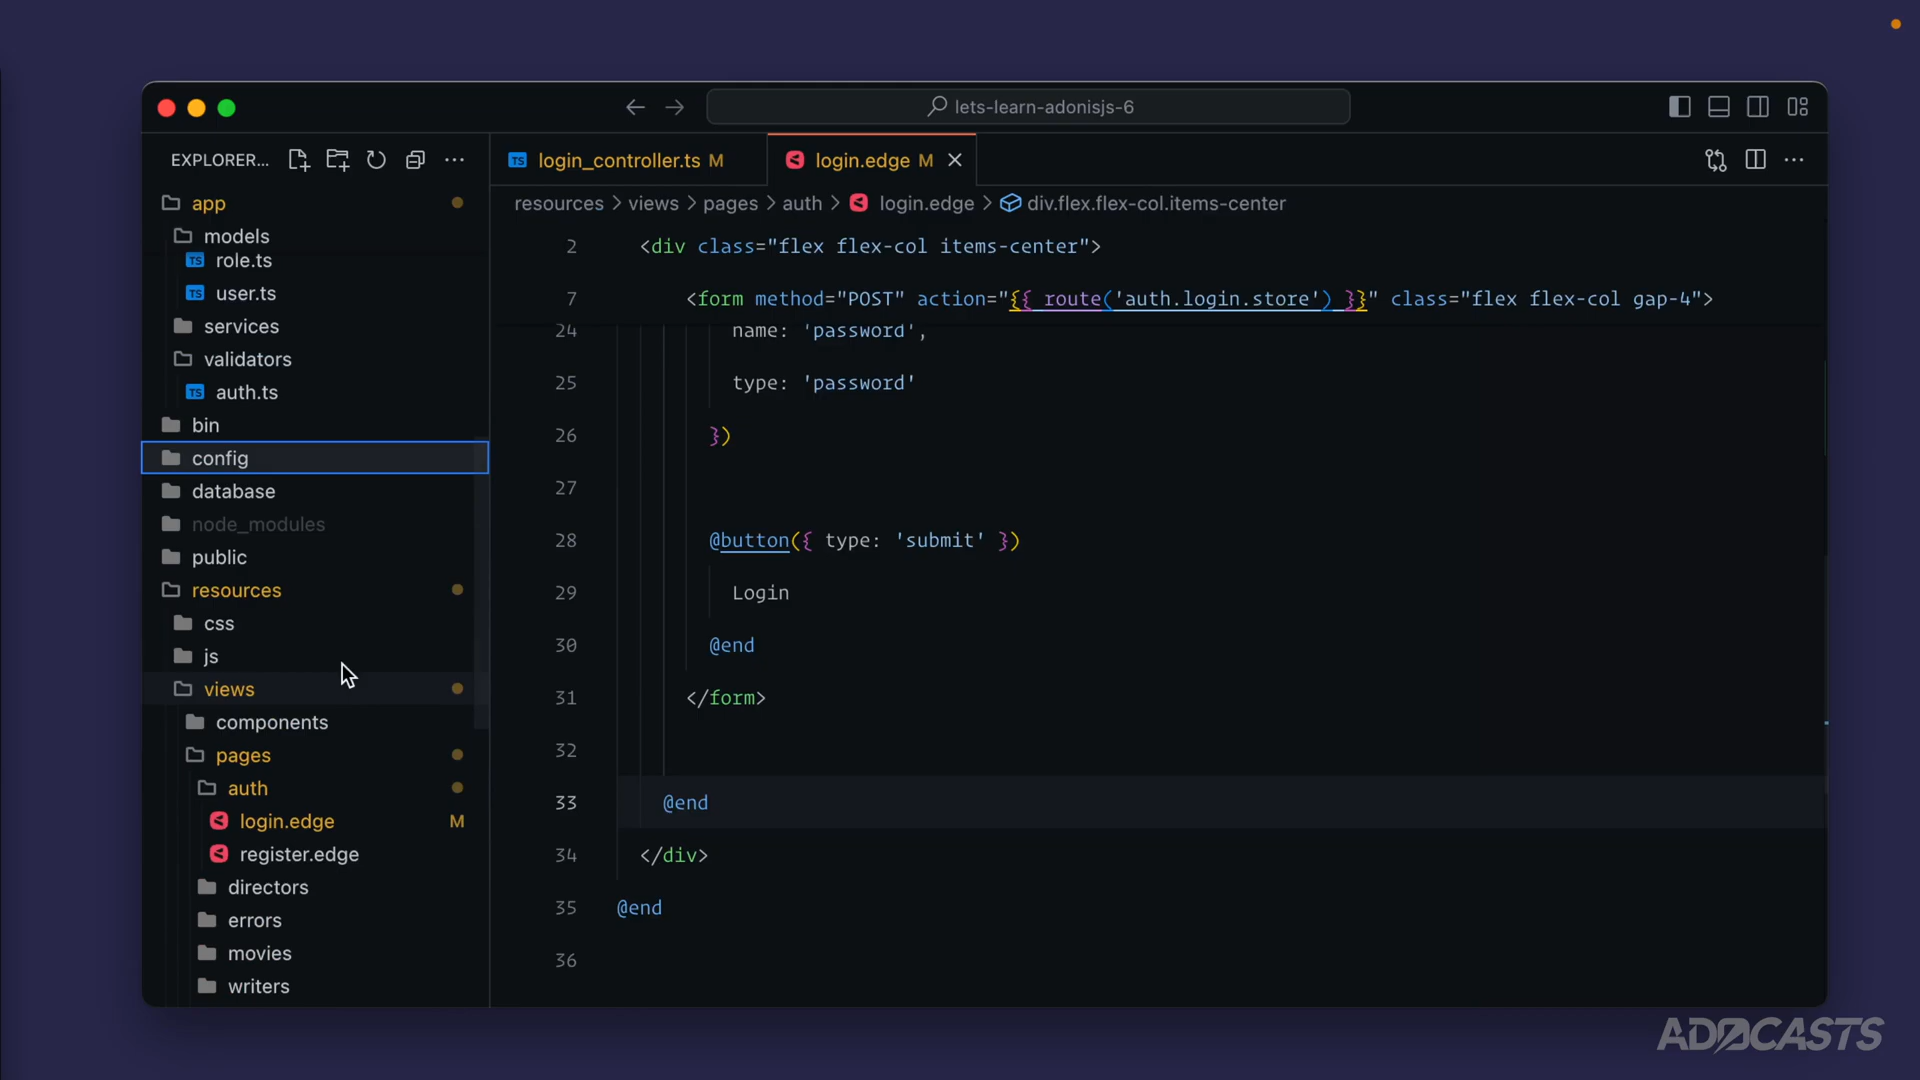 lets-learn-adonisjs-6
EXPLORER...
app
models
role.ts
user.ts
services
validators
auth.ts
bin
config
database
node_modules
public
resources
css
js
views
components
pages
auth
login.edge M
register.edge
directors
errors
movies
writers
TS login_controller.ts M
login.edge M
resources > views > pages > auth > login.edge > div.flex.flex-col.items-center
2 <div class="flex flex-col items-center">
7 <form method="POST" action="{{ route('auth.login.store') }}" class="flex flex-col gap-4">
24 name: 'password',
25 type: 'password'
26 })
27
28 @button({ type: 'submit' })
29 Login
30 @end
31 </form>
32
33 @end
34 </div>
35 @end
36
ADOCASTS